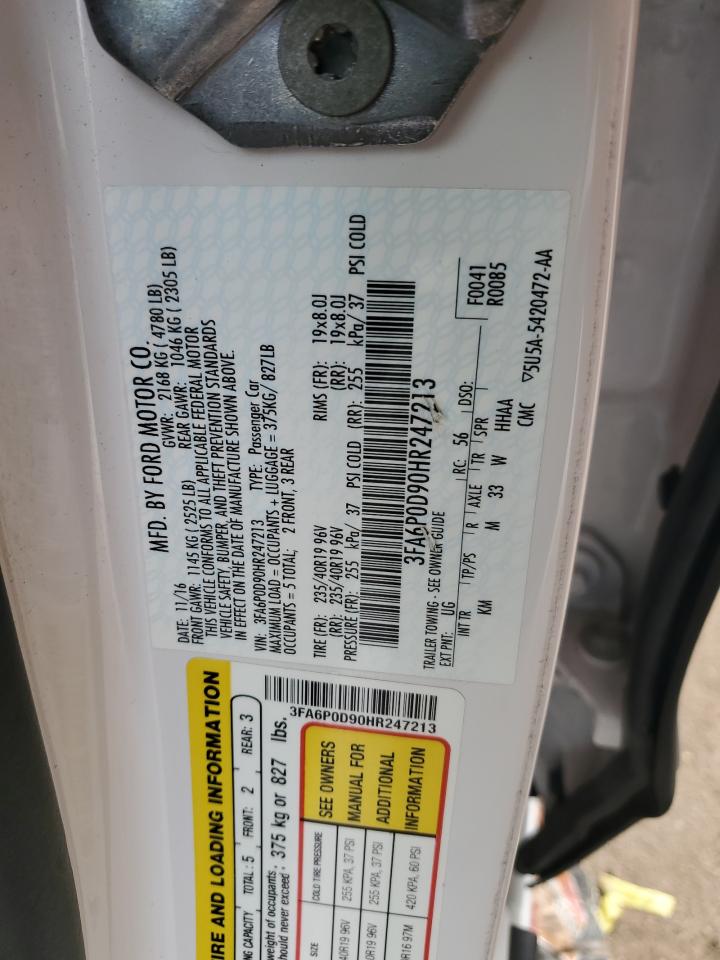 MFD. BY FORD MOTOR CO.
DATE: 11/16 GVWR: 2168 KG ( 4780 LB)
FRONT GAWR: 1145 KG ( 2525 LB) REAR GAWR: 1046 KG ( 2305 LB)
THIS VEHICLE CONFORMS TO ALL APPLICABLE FEDERAL MOTOR
VEHICLE SAFETY, BUMPER, AND THEFT PREVENTION STANDARDS
IN EFFECT ON THE DATE OF MANUFACTURE SHOWN ABOVE.
VIN: 3FA6P0D90HR247213 TYPE: Passenger Car
MAXIMUM LOAD = OCCUPANTS + LUGGAGE = 375KG/ 827LB
OCCUPANTS = 5 TOTAL; 2 FRONT, 3 REAR
TIRE (FR): 235/40R19 96V RIMS (FR): 19x8.0J
(RR): 235/40R19 96V (RR): 19x8.0J
PRESSURE (FR): 255 kPa/ 37 PSI COLD (RR): 255 kPa/ 37 PSI COLD
3FA6P0D90HR247213
TRAILER TOWING - SEE OWNER GUIDE
EXT PNT: UG RC: 56 DSO: F0041
R0085
INT TR TP/PS R AXLE TR SPR
KM M 33 W HHAA
CMC ▽5U5A-5420472-AA
IRE AND LOADING INFORMATION
NG CAPACITY TOTAL: 5 FRONT: 2 REAR: 3
weight of occupants
hould never exceed : 375 kg or 827 lbs.
3FA6P0D90HR247213
SIZE COLD TIRE PRESSURE
40R19 96V 255 KPA, 37 PSI
0R19 96V 255 KPA, 37 PSI
R16 97M 420 KPA, 60 PSI
SEE OWNERS
MANUAL FOR
ADDITIONAL
INFORMATION